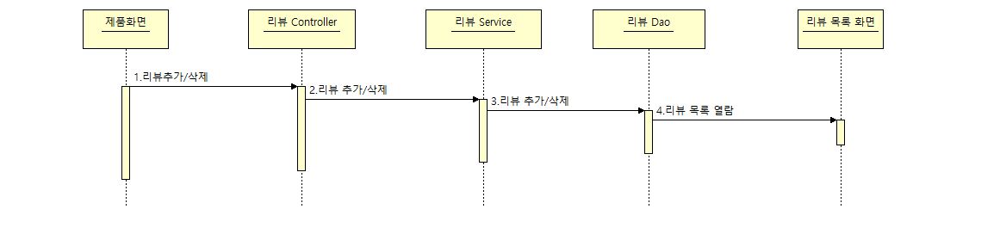 제품화면
리뷰 Controller
리뷰 Service
리뷰 Dao
리뷰 목록 화면
1.리뷰추가/삭제
2.리뷰 추가/삭제
3.리뷰 추가/삭제
4.리뷰 목록 열람